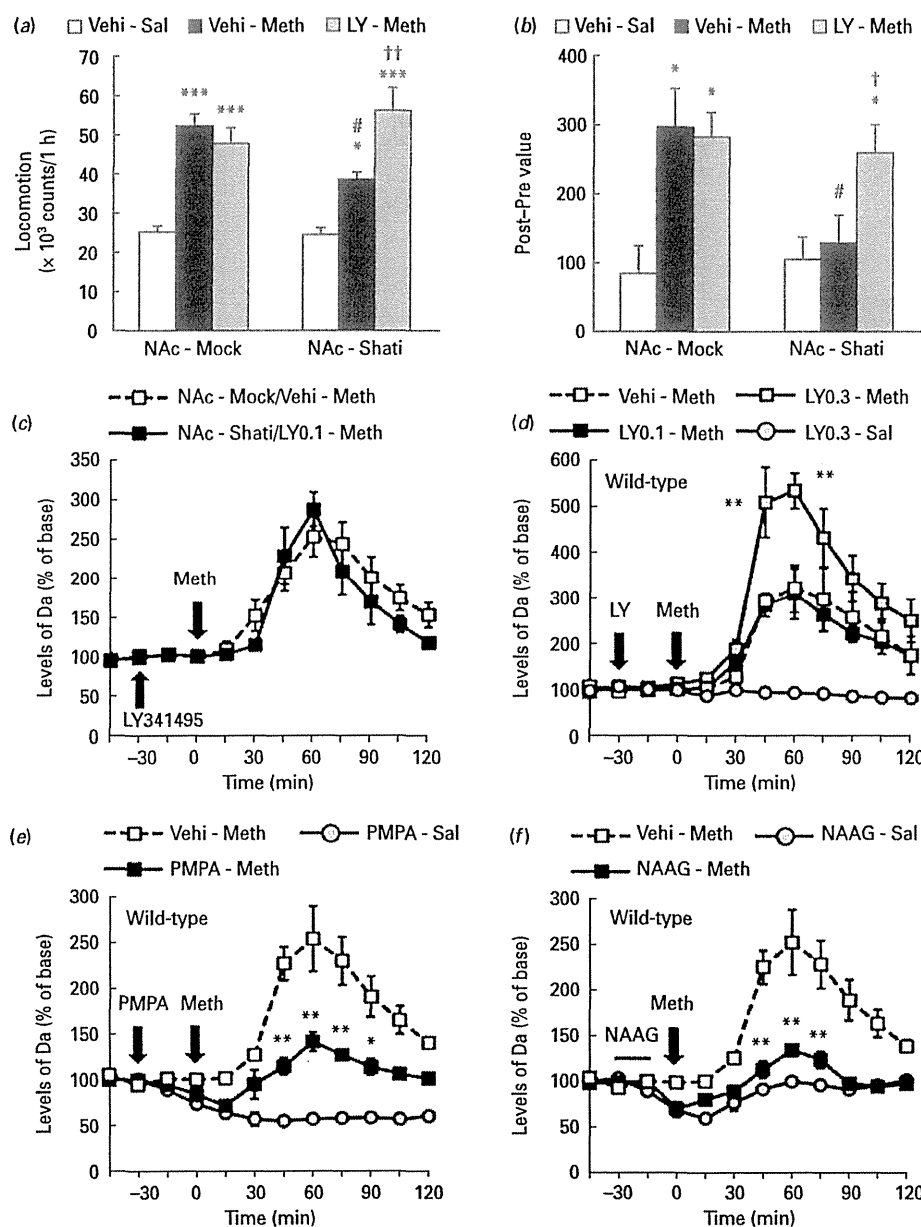 (a)
Vehi - Sal Vehi - Meth LY - Meth
70
60
50
40
30
20
10
0
Locomotion
(× 10³ counts/1 h)
***
***
#
*
††
***
NAc - Mock NAc - Shati
(b)
Vehi - Sal Vehi - Meth LY - Meth
400
300
200
100
0
Post–Pre value
*
*
#
†
*
NAc - Mock NAc - Shati
(c)
NAc - Mock/Vehi - Meth
NAc - Shati/LY0.1 - Meth
350
300
250
200
150
100
50
0
Levels of Da (% of base)
Meth
LY341495
–30 0 30 60 90 120
Time (min)
(d)
Vehi - Meth LY0.3 - Meth
LY0.1 - Meth LY0.3 - Sal
Wild-type
600
500
400
300
200
100
0
Levels of Da (% of base)
** **
LY Meth
–30 0 30 60 90 120
Time (min)
(e)
Vehi - Meth PMPA - Sal
PMPA - Meth
Wild-type
300
250
200
150
100
50
0
Levels of Da (% of base)
PMPA Meth
** ** ** *
–30 0 30 60 90 120
Time (min)
(f)
Vehi - Meth NAAG - Sal
NAAG - Meth
Wild-type
300
250
200
150
100
50
0
Levels of Da (% of base)
Meth
NAAG
** ** **
–30 0 30 60 90 120
Time (min)